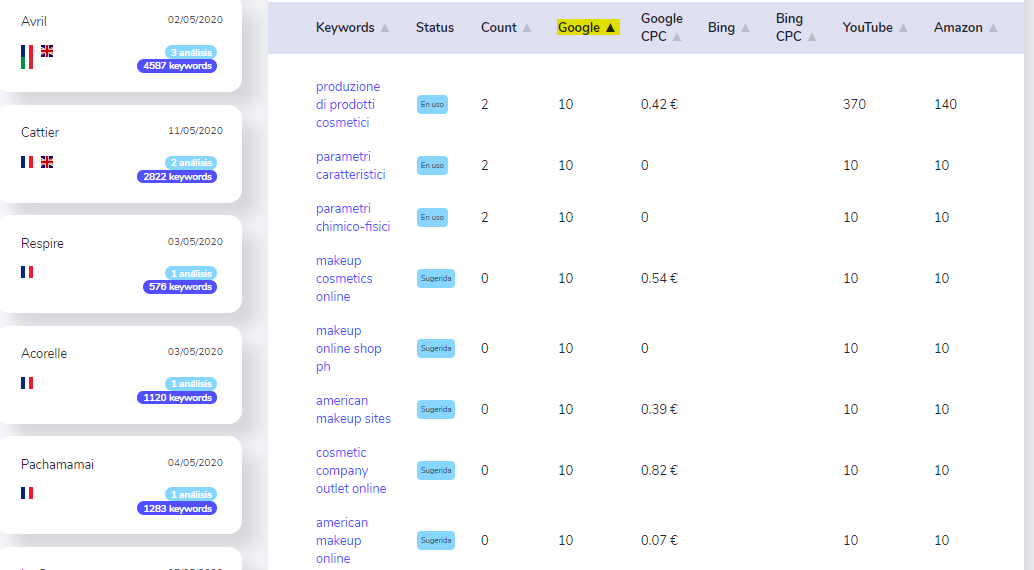 Avril 02/05/2020
3 análisis
4587 keywords
Cattier 11/05/2020
2 análisis
2822 keywords
Respire 03/05/2020
1 análisis
576 keywords
Acorelle 03/05/2020
1 análisis
1120 keywords
Pachamamai 04/05/2020
1 análisis
1283 keywords
Keywords ▲ Status Count ▲ Google ▲ Google CPC ▲ Bing ▲ Bing CPC ▲ YouTube ▲ Amazon ▲
produzione
di prodotti En uso 2 10 0.42 € 370 140
cosmetici
parametri
caratteristici En uso 2 10 0 10 10
parametri
chimico-fisici En uso 2 10 0 10 10
makeup
cosmetics Sugerida 0 10 0.54 € 10 10
online
makeup
online shop Sugerida 0 10 0 10 10
ph
american
makeup sites Sugerida 0 10 0.39 € 10 10
cosmetic
company Sugerida 0 10 0.82 € 10 10
outlet online
american
makeup Sugerida 0 10 0.07 € 10 10
online